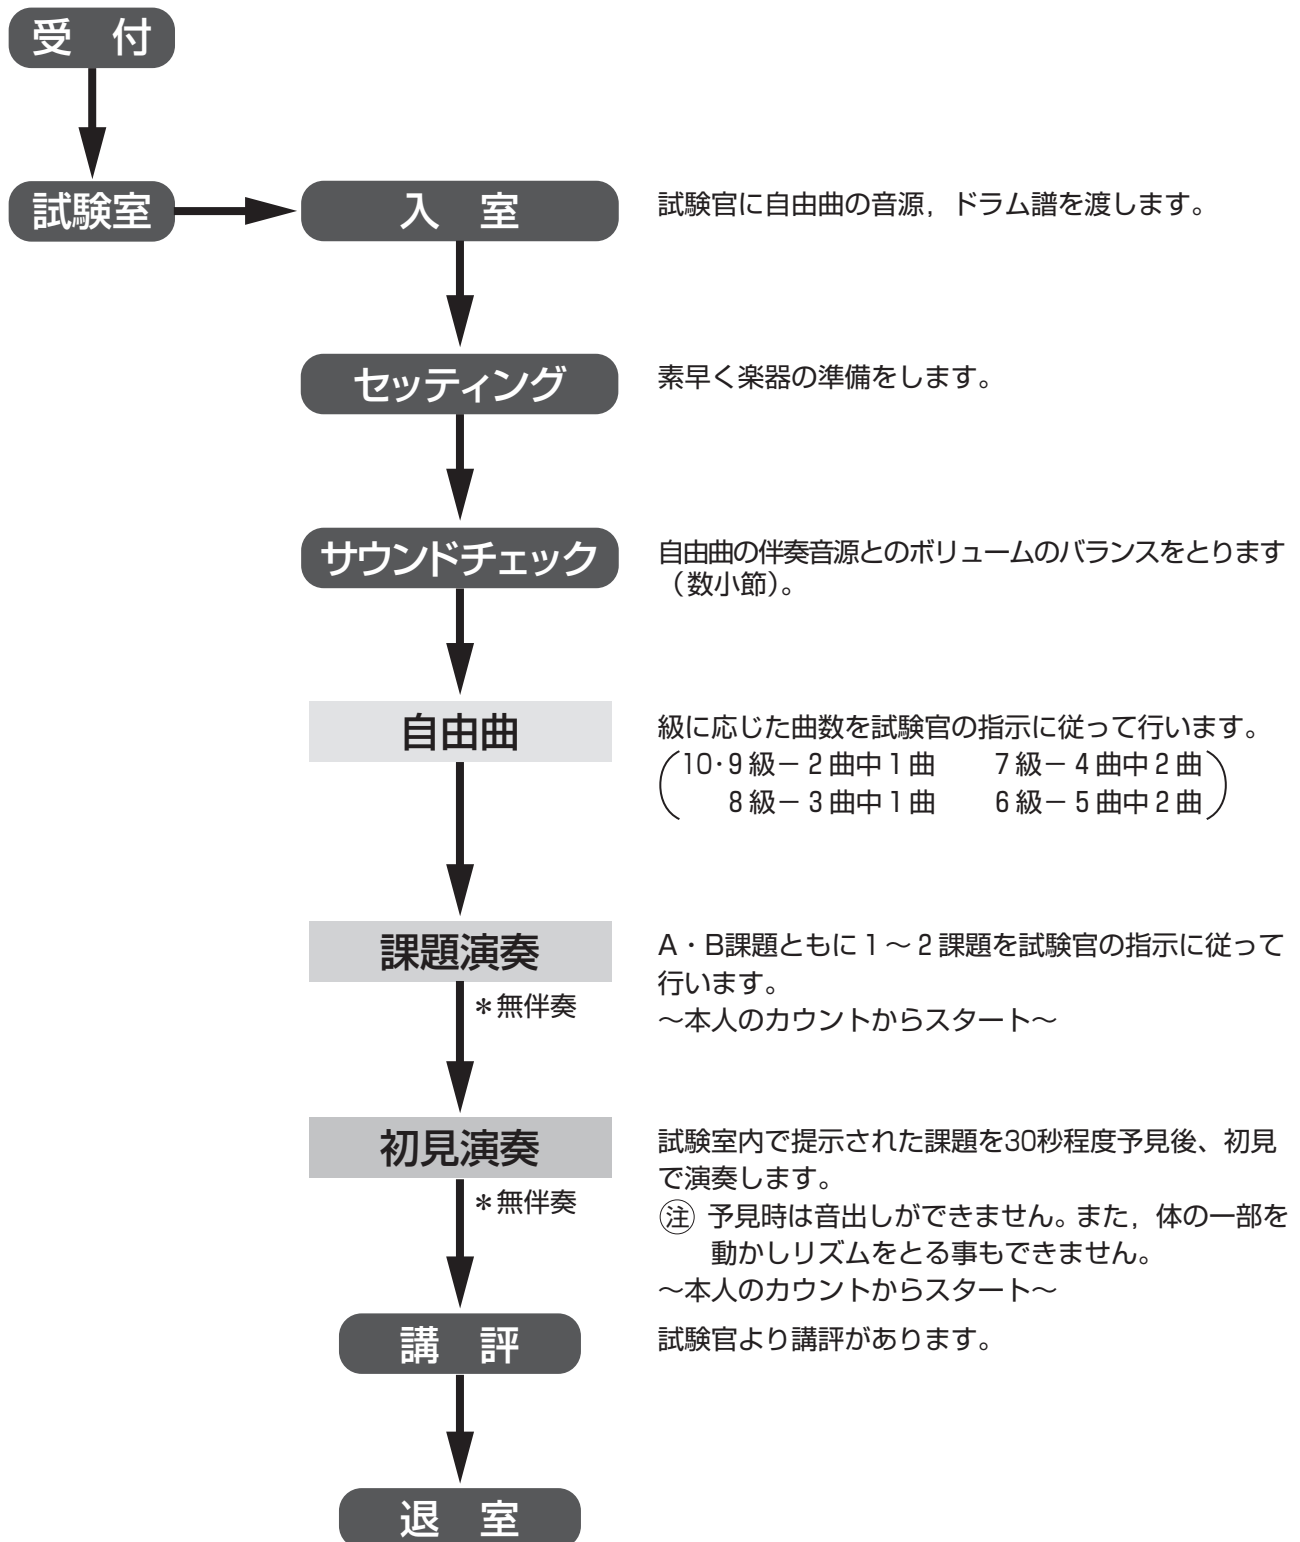 受　付
試験室
入　室
試験官に自由曲の音源，ドラム譜を渡します。
セッティング
素早く楽器の準備をします。
サウンドチェック
自由曲の伴奏音源とのボリュームのバランスをとります
（数小節）。
自由曲
級に応じた曲数を試験官の指示に従って行います。
(10・9級－2曲中1曲　　7級－4曲中2曲
8級－3曲中1曲　　6級－5曲中2曲)
課題演奏
＊無伴奏
A・B課題ともに1～2課題を試験官の指示に従って
行います。
～本人のカウントからスタート～
初見演奏
＊無伴奏
試験室内で提示された課題を30秒程度予見後、初見
で演奏します。
㊟ 予見時は音出しができません。また，体の一部を
動かしリズムをとる事もできません。
～本人のカウントからスタート～
講　評
試験官より講評があります。
退　室